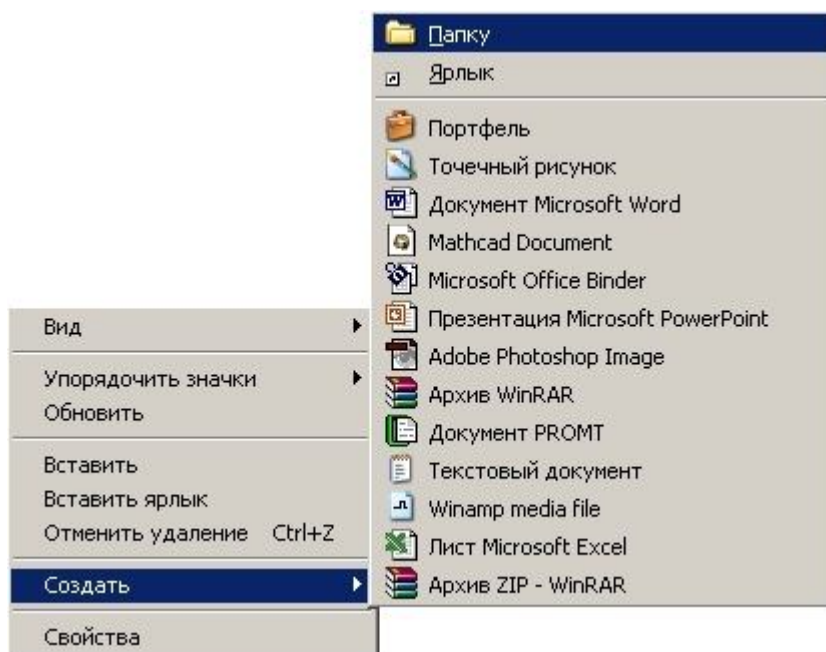 Вид
Упорядочить значки
Обновить
Вставить
Вставить ярлык
Отменить удаление Ctrl+Z
Создать
Свойства
Папку
Ярлык
Портфель
Точечный рисунок
Документ Microsoft Word
Mathcad Document
Microsoft Office Binder
Презентация Microsoft PowerPoint
Adobe Photoshop Image
Архив WinRAR
Документ PROMT
Текстовый документ
Winamp media file
Лист Microsoft Excel
Архив ZIP - WinRAR